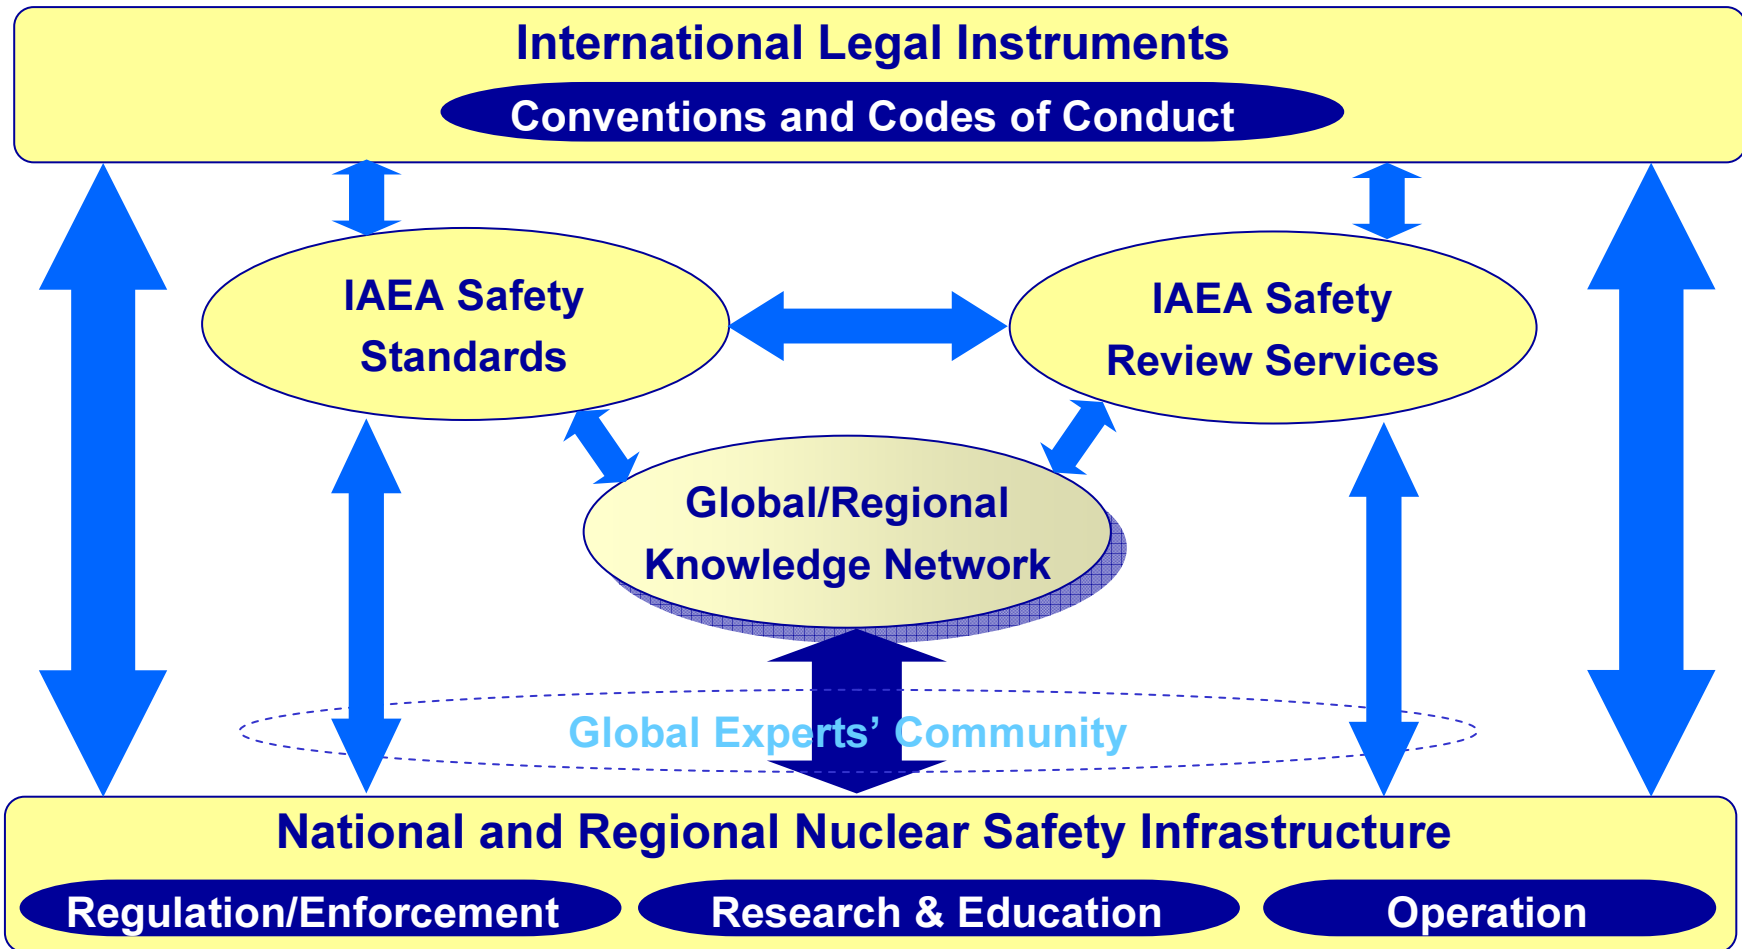 International Legal Instruments
Conventions and Codes of Conduct
IAEA Safety
Standards
IAEA Safety
Review Services
Global/Regional
Knowledge Network
Global Experts’ Community
National and Regional Nuclear Safety Infrastructure
Regulation/Enforcement
Research & Education
Operation